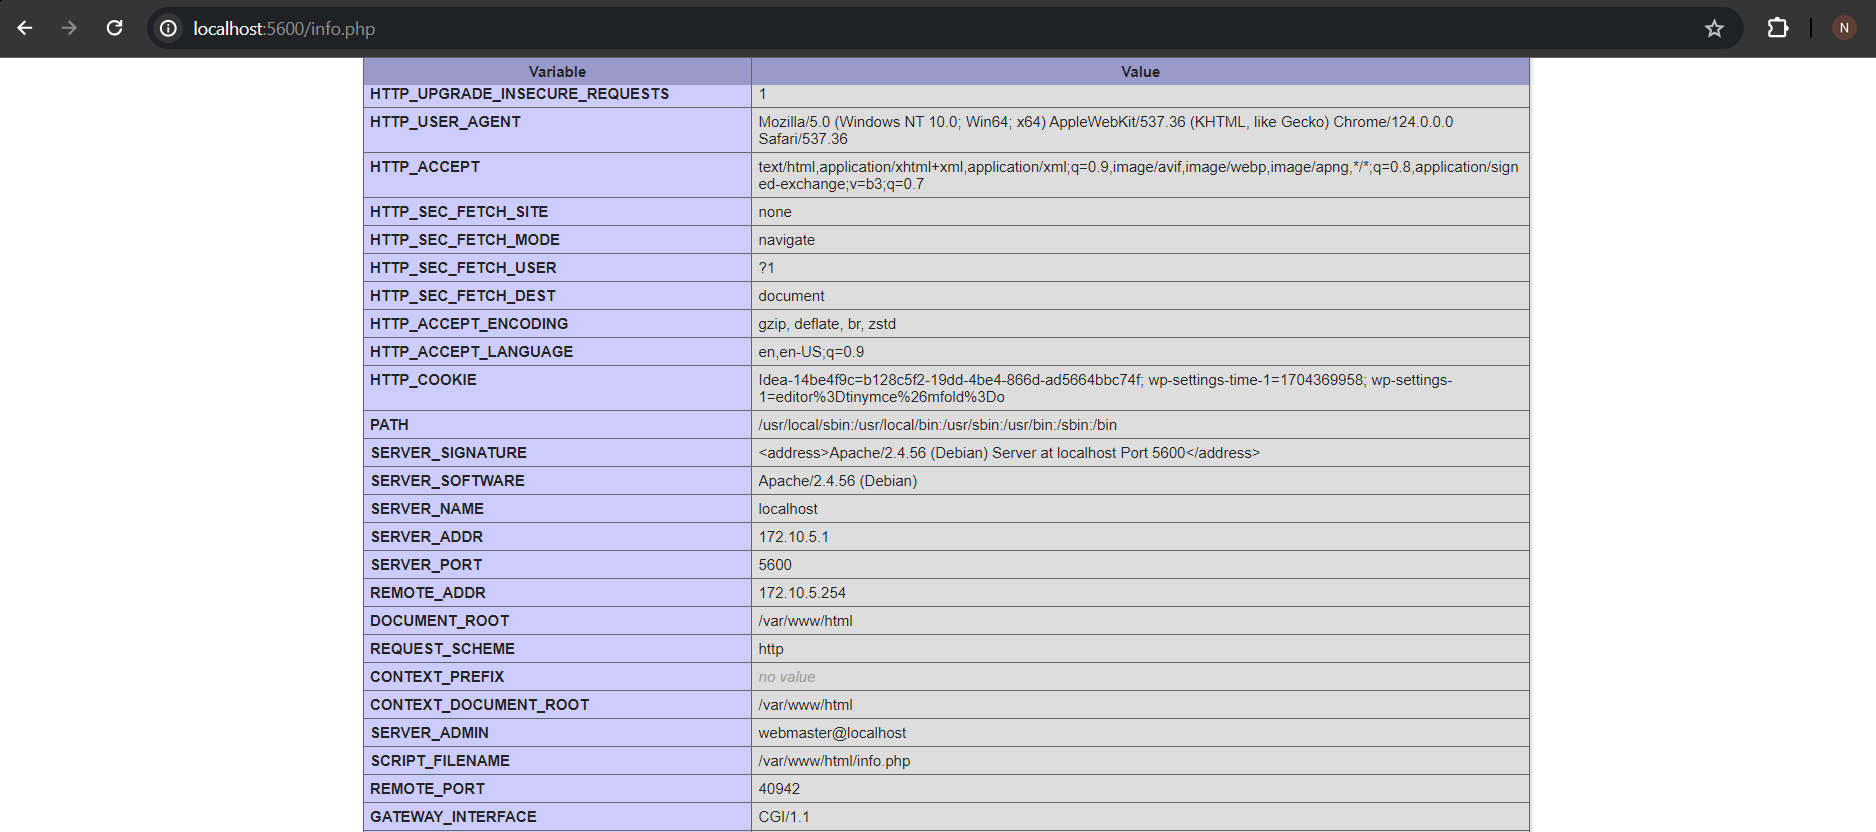 localhost:5600/info.php
N
Variable Value
HTTP_UPGRADE_INSECURE_REQUESTS 1
HTTP_USER_AGENT Mozilla/5.0 (Windows NT 10.0; Win64; x64) AppleWebKit/537.36 (KHTML, like Gecko) Chrome/124.0.0.0
Safari/537.36
HTTP_ACCEPT text/html,application/xhtml+xml,application/xml;q=0.9,image/avif,image/webp,image/apng,*/*;q=0.8,application/sign
ed-exchange;v=b3;q=0.7
HTTP_SEC_FETCH_SITE none
HTTP_SEC_FETCH_MODE navigate
HTTP_SEC_FETCH_USER ?1
HTTP_SEC_FETCH_DEST document
HTTP_ACCEPT_ENCODING gzip, deflate, br, zstd
HTTP_ACCEPT_LANGUAGE en,en-US;q=0.9
HTTP_COOKIE Idea-14be4f9c=b128c5f2-19dd-4be4-866d-ad5664bbc74f; wp-settings-time-1=1704369958; wp-settings-
1=editor%3Dtinymce%26mfold%3Do
PATH /usr/local/sbin:/usr/local/bin:/usr/sbin:/usr/bin:/sbin:/bin
SERVER_SIGNATURE <address>Apache/2.4.56 (Debian) Server at localhost Port 5600</address>
SERVER_SOFTWARE Apache/2.4.56 (Debian)
SERVER_NAME localhost
SERVER_ADDR 172.10.5.1
SERVER_PORT 5600
REMOTE_ADDR 172.10.5.254
DOCUMENT_ROOT /var/www/html
REQUEST_SCHEME http
CONTEXT_PREFIX no value
CONTEXT_DOCUMENT_ROOT /var/www/html
SERVER_ADMIN webmaster@localhost
SCRIPT_FILENAME /var/www/html/info.php
REMOTE_PORT 40942
GATEWAY_INTERFACE CGI/1.1